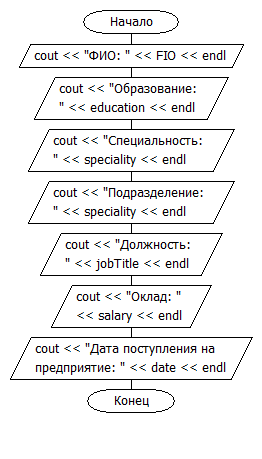 Начало
cout << "ФИО: " << FIO << endl
cout << "Образование:
" << education << endl
cout << "Специальность:
" << speciality << endl
cout << "Подразделение:
" << speciality << endl
cout << "Должность:
" << jobTitle << endl
cout << "Оклад: "
<< salary << endl
cout << "Дата поступления на
предприятие: " << date << endl
Конец